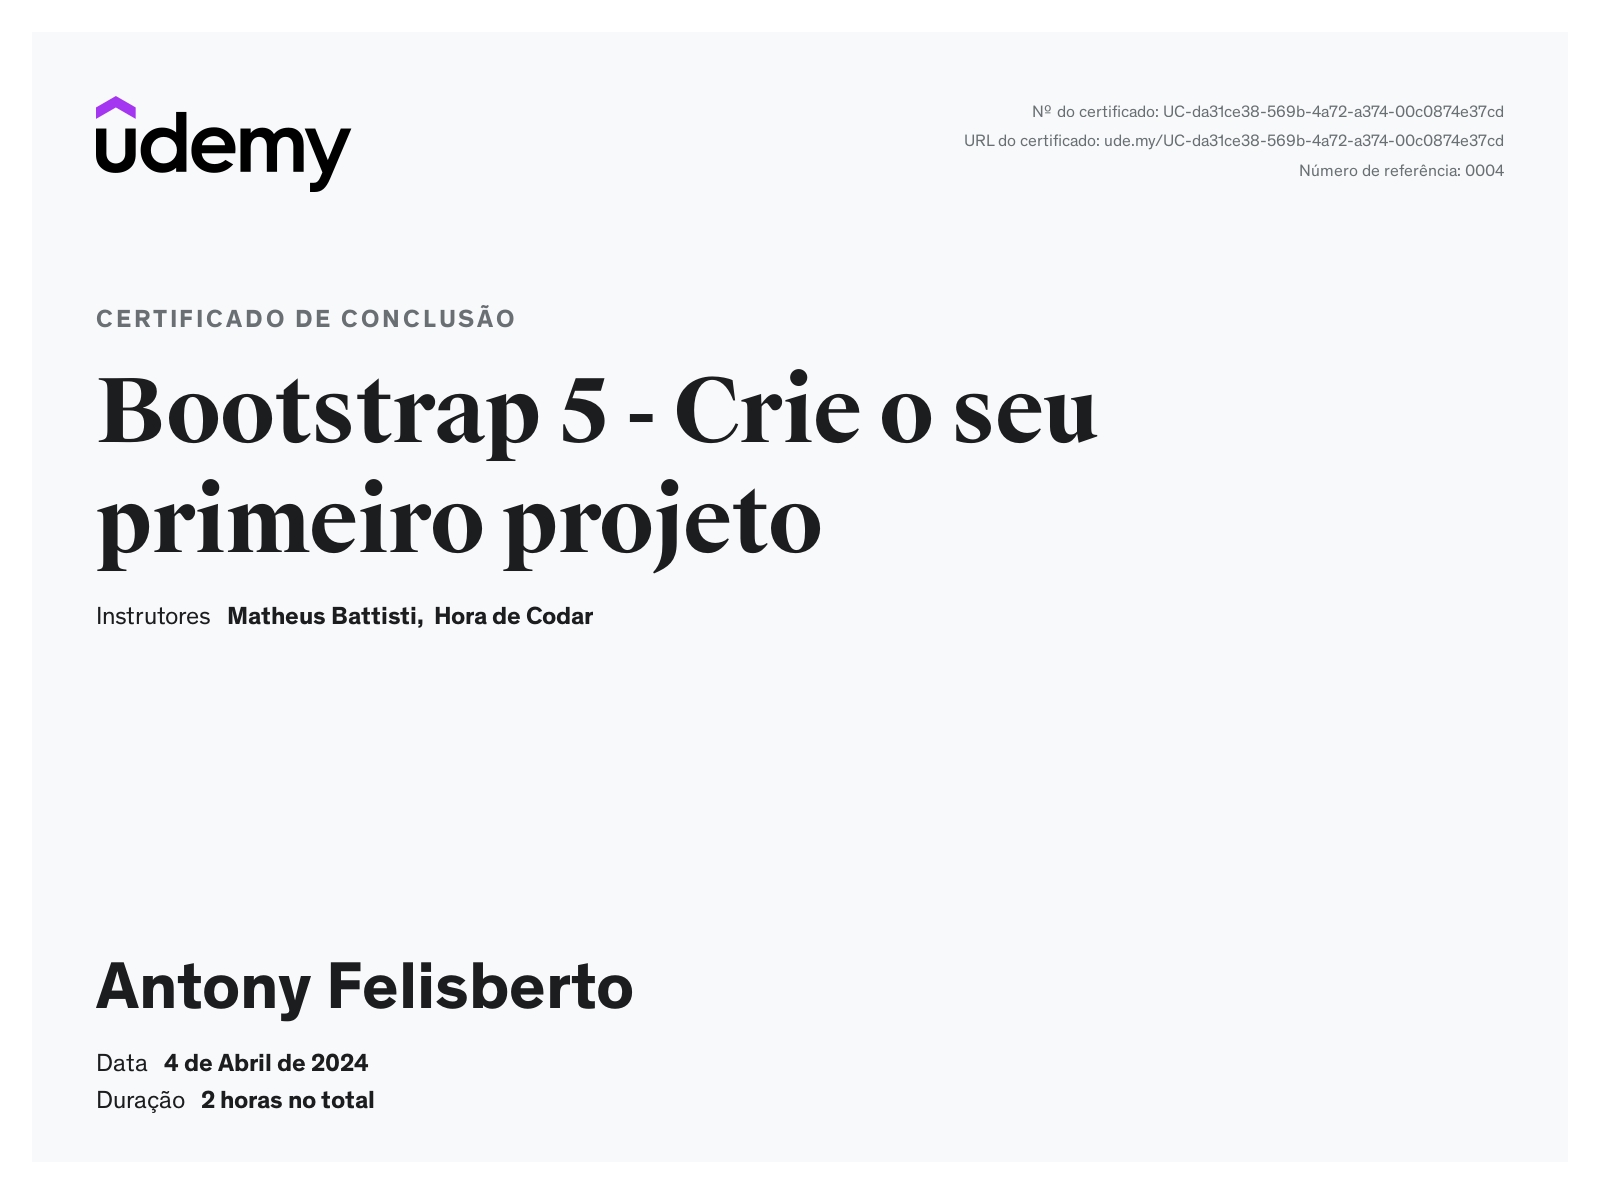 udemy
Nº do certificado: UC-da31ce38-569b-4a72-a374-00c0874e37cd
URL do certificado: ude.my/UC-da31ce38-569b-4a72-a374-00c0874e37cd
Número de referência: 0004
CERTIFICADO DE CONCLUSÃO
Bootstrap 5 - Crie o seu
primeiro projeto
Instrutores Matheus Battisti, Hora de Codar
Antony Felisberto
Data 4 de Abril de 2024
Duração 2 horas no total